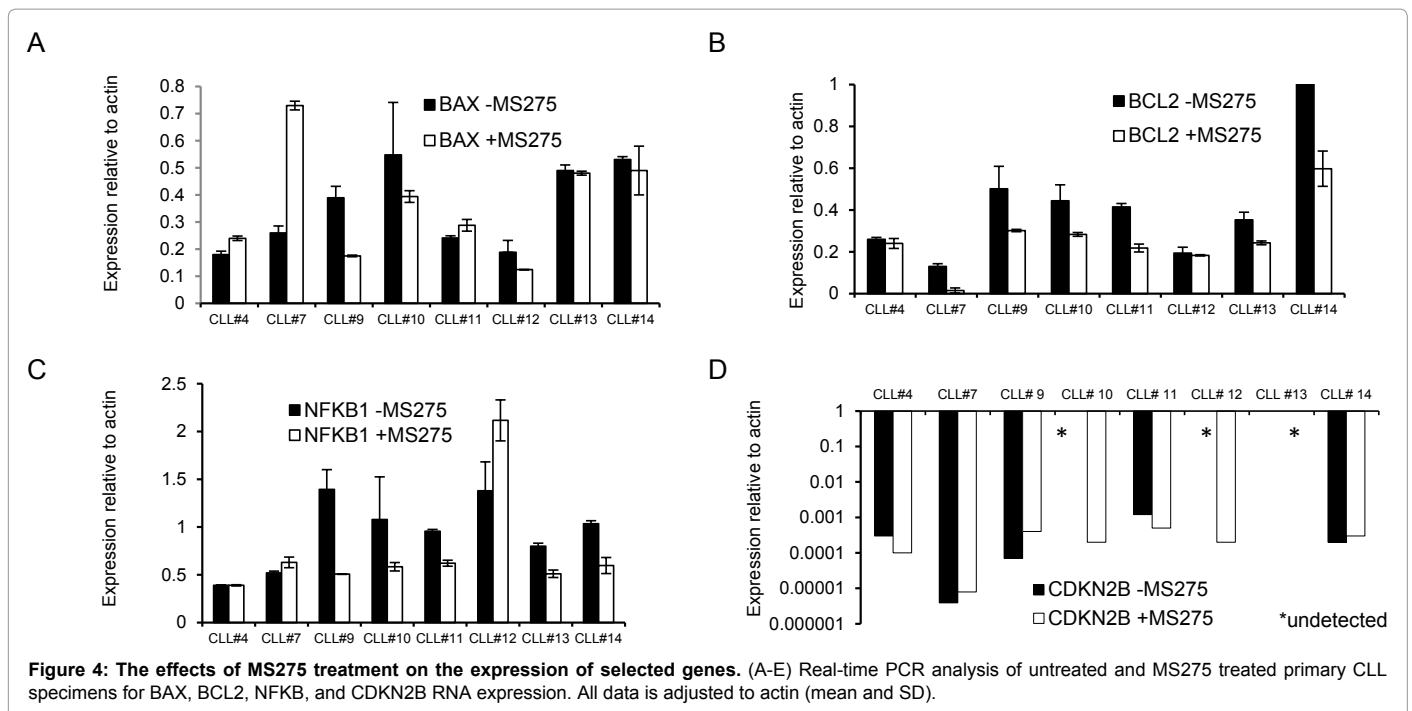 A
Expression relative to actin
0.8
0.7
0.6
0.5
0.4
0.3
0.2
0.1
0
BAX -MS275
BAX +MS275
CLL#4 CLL#7 CLL#9 CLL#10 CLL#11 CLL#12 CLL#13 CLL#14
B
Expression relative to actin
1
0.8
0.6
0.4
0.2
0
BCL2 -MS275
BCL2 +MS275
CLL#4 CLL#7 CLL#9 CLL#10 CLL#11 CLL#12 CLL#13 CLL#14
C
Expression relative to actin
2.5
2
1.5
1
0.5
0
NFKB1 -MS275
NFKB1 +MS275
CLL#4 CLL#7 CLL#9 CLL#10 CLL#11 CLL#12 CLL#13 CLL#14
D
CLL#4 CLL#7 CLL# 9 CLL# 10 CLL# 11 CLL# 12 CLL #13 CLL# 14
Expression relative to actin
1
0.1
0.01
0.001
0.0001
0.00001
0.000001
* * *
CDKN2B -MS275
CDKN2B +MS275
*undetected
Figure 4: The effects of MS275 treatment on the expression of selected genes. (A-E) Real-time PCR analysis of untreated and MS275 treated primary CLL
specimens for BAX, BCL2, NFKB, and CDKN2B RNA expression. All data is adjusted to actin (mean and SD).